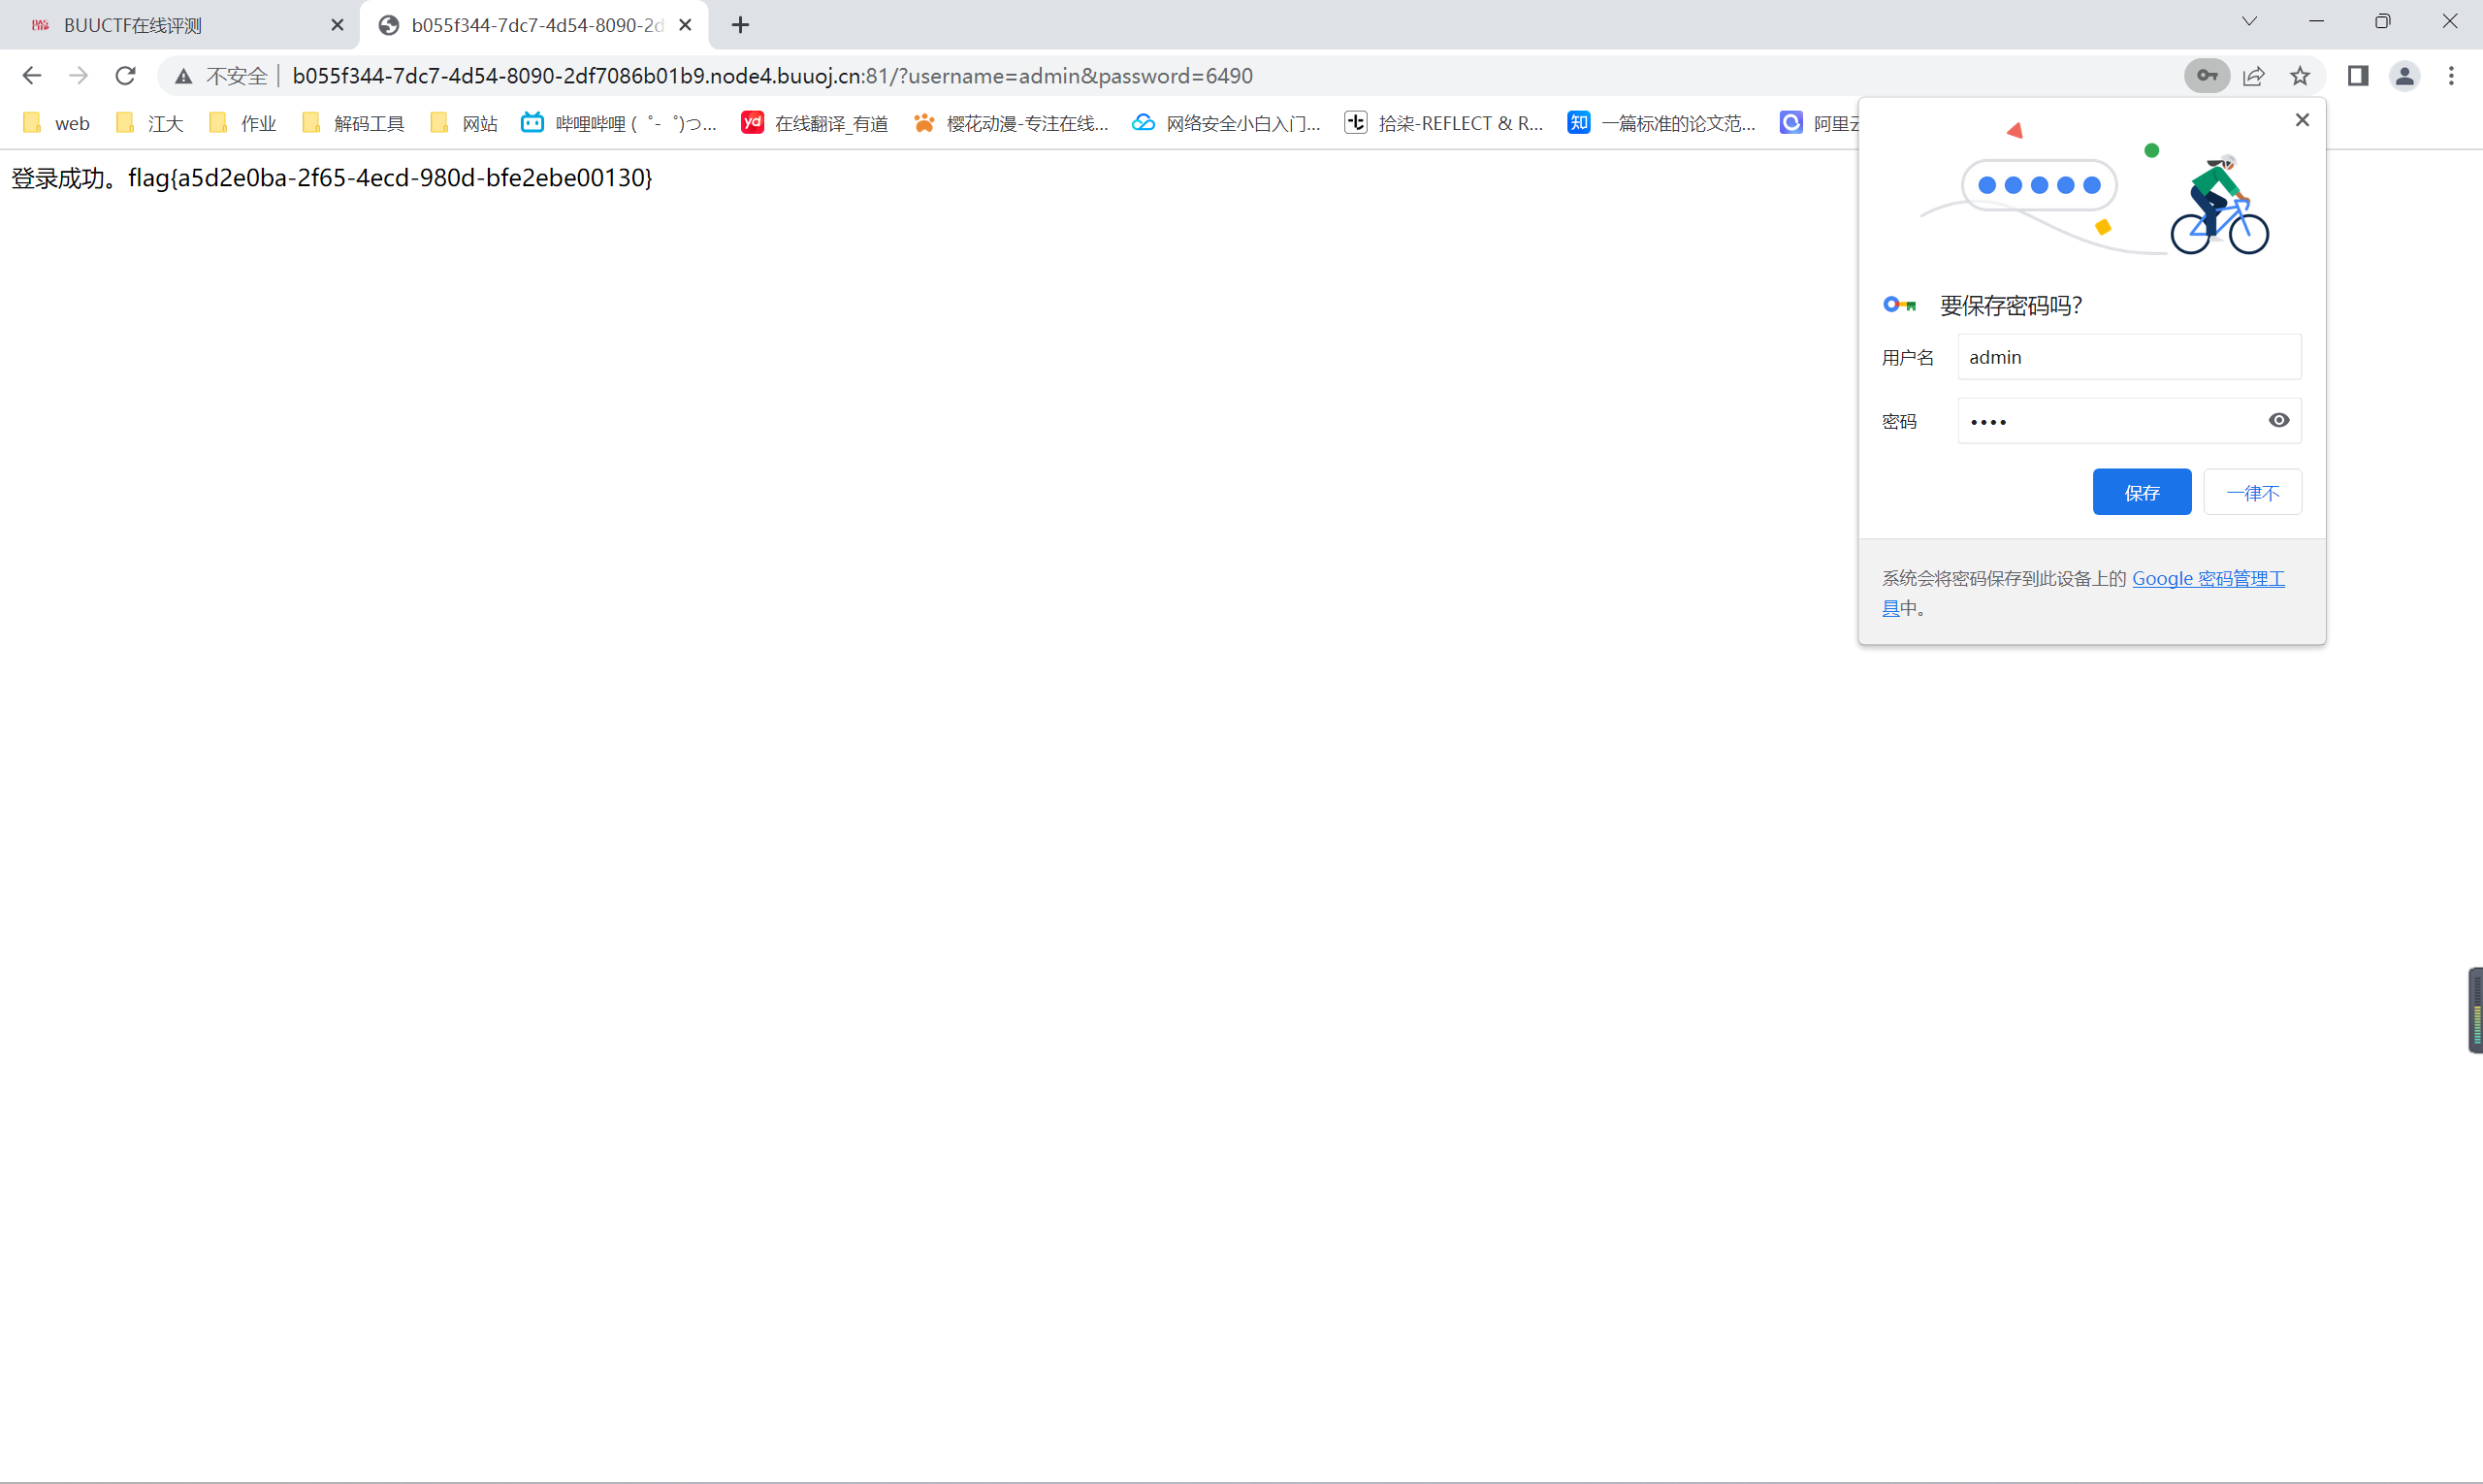 BUUCTF在线评测
b055f344-7dc7-4d54-8090-2d
不安全
b055f344-7dc7-4d54-8090-2df7086b01b9.node4.buuoj.cn:81/?username=admin&password=6490
web 江大 作业 解码工具 网站 哔哩哔哩 ( ゜- ゜)つ... yd 在线翻译_有道 樱花动漫-专注在线... 网络安全小白入门... 拾柒-REFLECT & R... 知 一篇标准的论文范... 阿里云
登录成功。flag{a5d2e0ba-2f65-4ecd-980d-bfe2ebe00130}
要保存密码吗?
用户名 admin
密码 ••••
保存 一律不
系统会将密码保存到此设备上的 Google 密码管理工
具中。